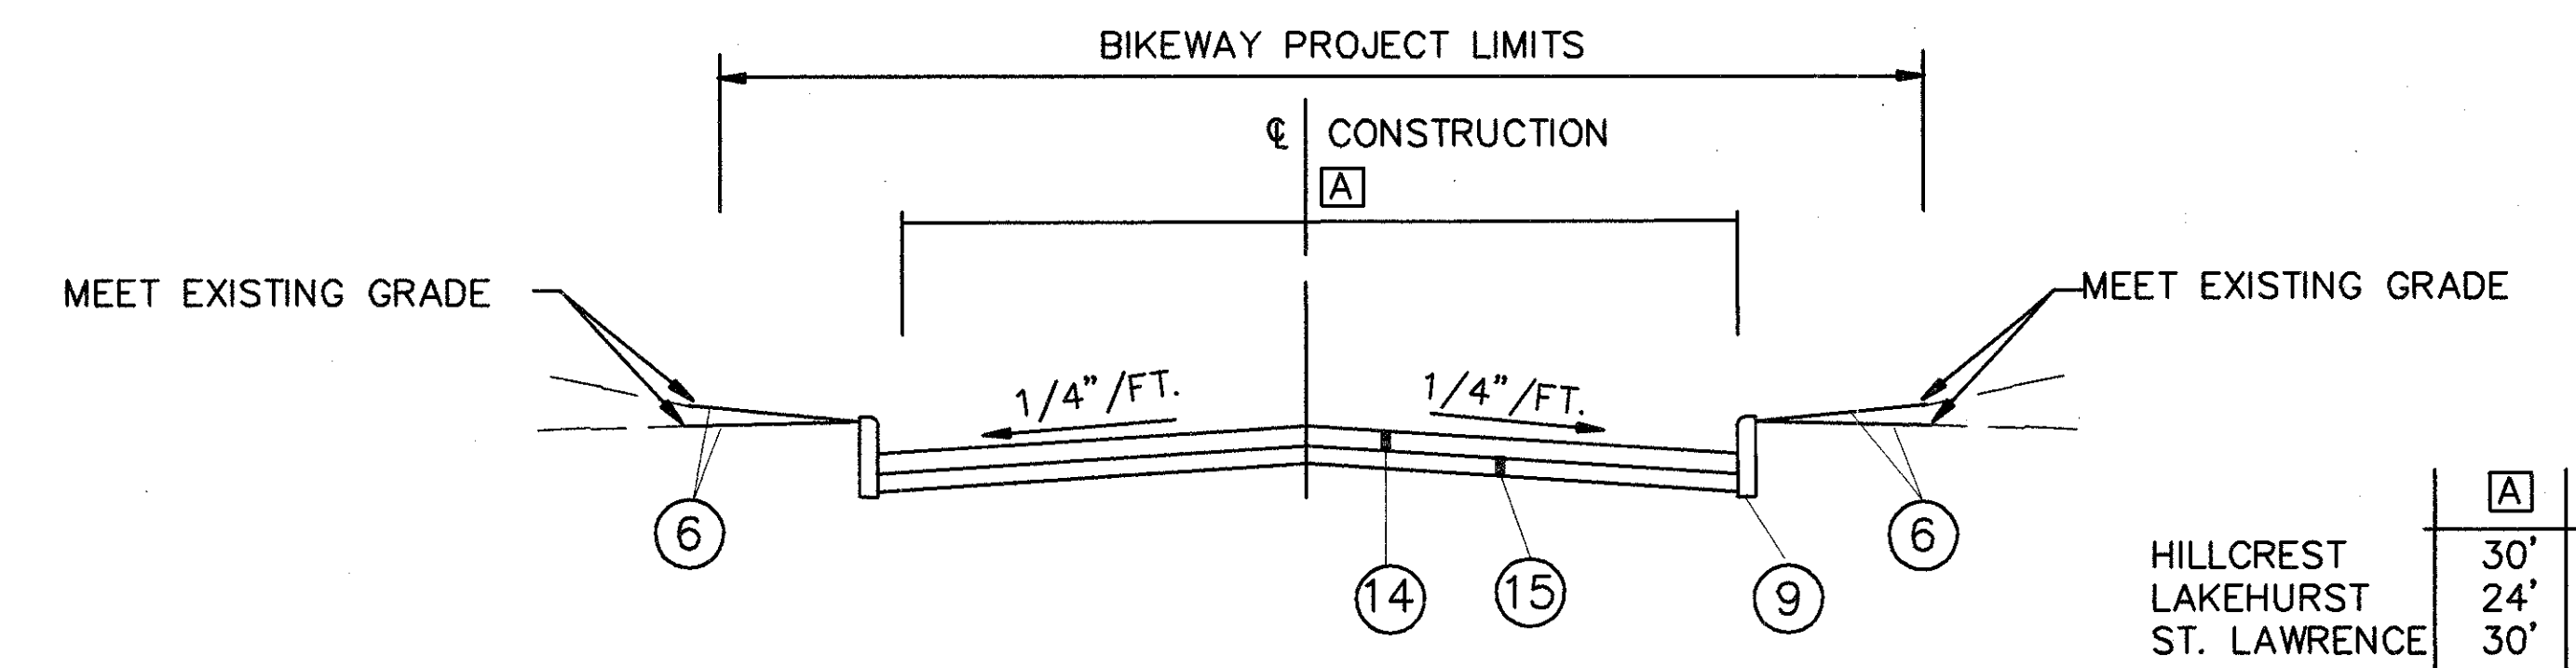 BIKEWAY PROJECT LIMITS
℄ CONSTRUCTION
A
MEET EXISTING GRADE
MEET EXISTING GRADE
1/4"/FT.
1/4"/FT.
6
14
15
9
6
A
HILLCREST 30'
LAKEHURST 24'
ST. LAWRENCE 30'